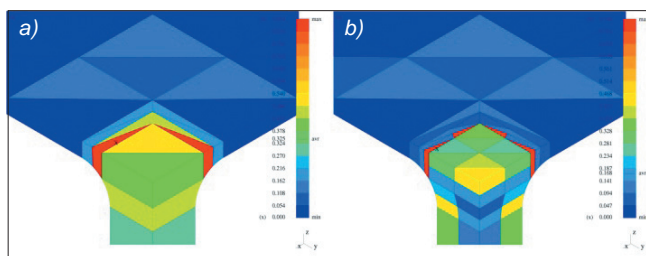 a)
max
0.378
0.325
avr
0.324
0.270
0.216
0.162
0.108
0.054
(x) 0.000
min
z
x y
b)
max
0.328
0.281
0.234
0.187
0.168
avr
0.141
0.094
0.047
(x) 0.000
min
z
x y